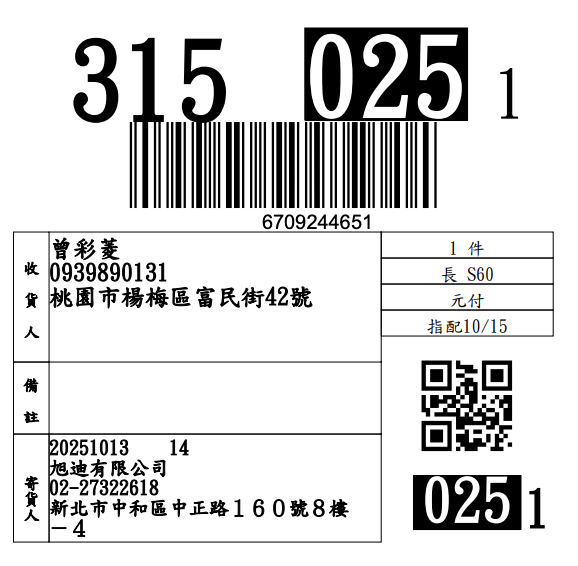 315 025 1
6709244651
收貨人
曾彩菱
0939890131
桃園市楊梅區富民街42號
1 件
長 S60
元付
指配10/15
備註
寄貨人
20251013 14
旭迪有限公司
02-27322618
新北市中和區中正路１６０號８樓
－４
025 1